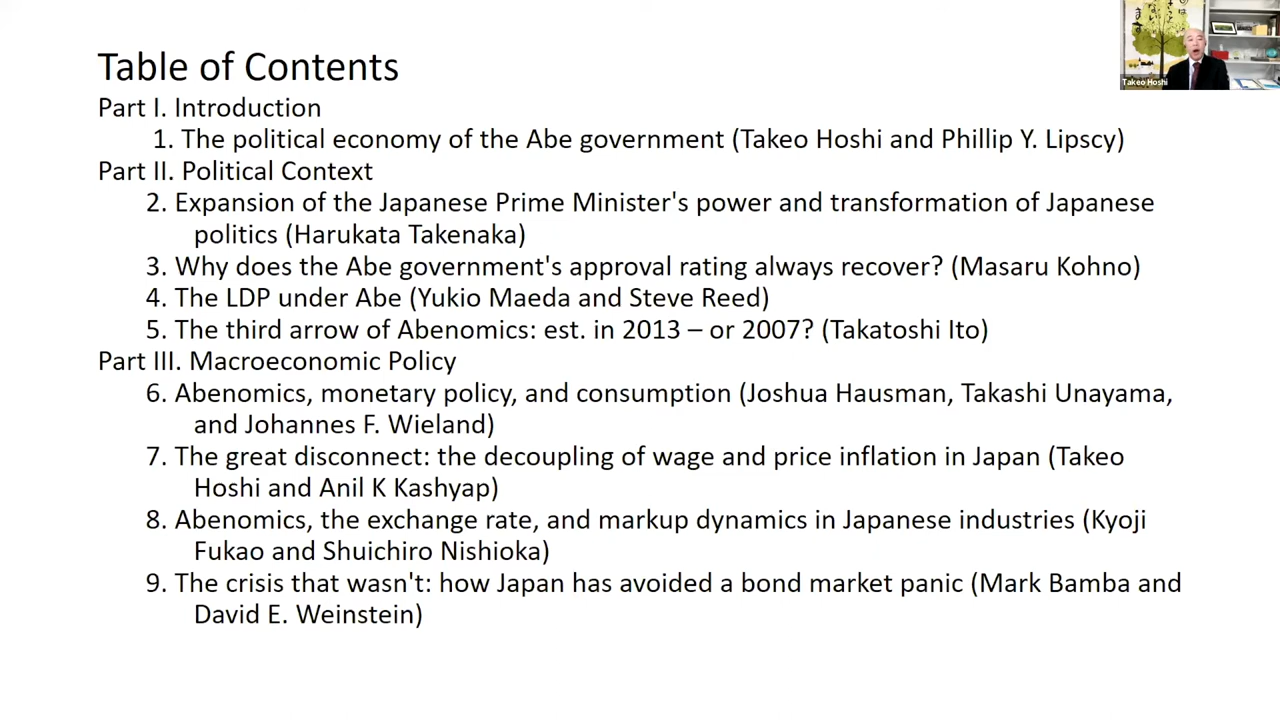 Table of Contents
Part I. Introduction
1. The political economy of the Abe government (Takeo Hoshi and Phillip Y. Lipscy)
Part II. Political Context
2. Expansion of the Japanese Prime Minister's power and transformation of Japanese
politics (Harukata Takenaka)
3. Why does the Abe government's approval rating always recover? (Masaru Kohno)
4. The LDP under Abe (Yukio Maeda and Steve Reed)
5. The third arrow of Abenomics: est. in 2013 – or 2007? (Takatoshi Ito)
Part III. Macroeconomic Policy
6. Abenomics, monetary policy, and consumption (Joshua Hausman, Takashi Unayama,
and Johannes F. Wieland)
7. The great disconnect: the decoupling of wage and price inflation in Japan (Takeo
Hoshi and Anil K Kashyap)
8. Abenomics, the exchange rate, and markup dynamics in Japanese industries (Kyoji
Fukao and Shuichiro Nishioka)
9. The crisis that wasn't: how Japan has avoided a bond market panic (Mark Bamba and
David E. Weinstein)
Takeo Hoshi